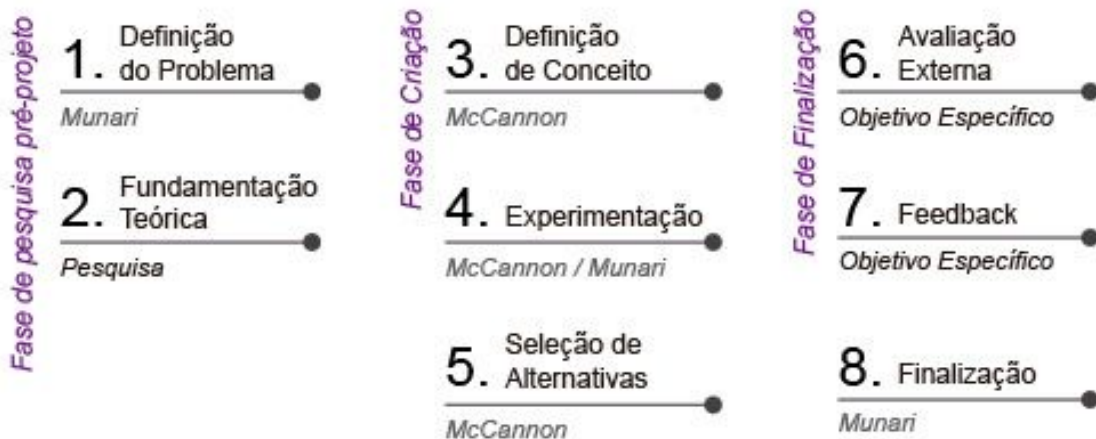 Fase de pesquisa pré-projeto
1. Definição
do Problema
Munari
2. Fundamentação
Teórica
Pesquisa
Fase de Criação
3. Definição
de Conceito
McCannon
4. Experimentação
McCannon / Munari
5. Seleção de
Alternativas
McCannon
Fase de Finalização
6. Avaliação
Externa
Objetivo Específico
7. Feedback
Objetivo Específico
8. Finalização
Munari